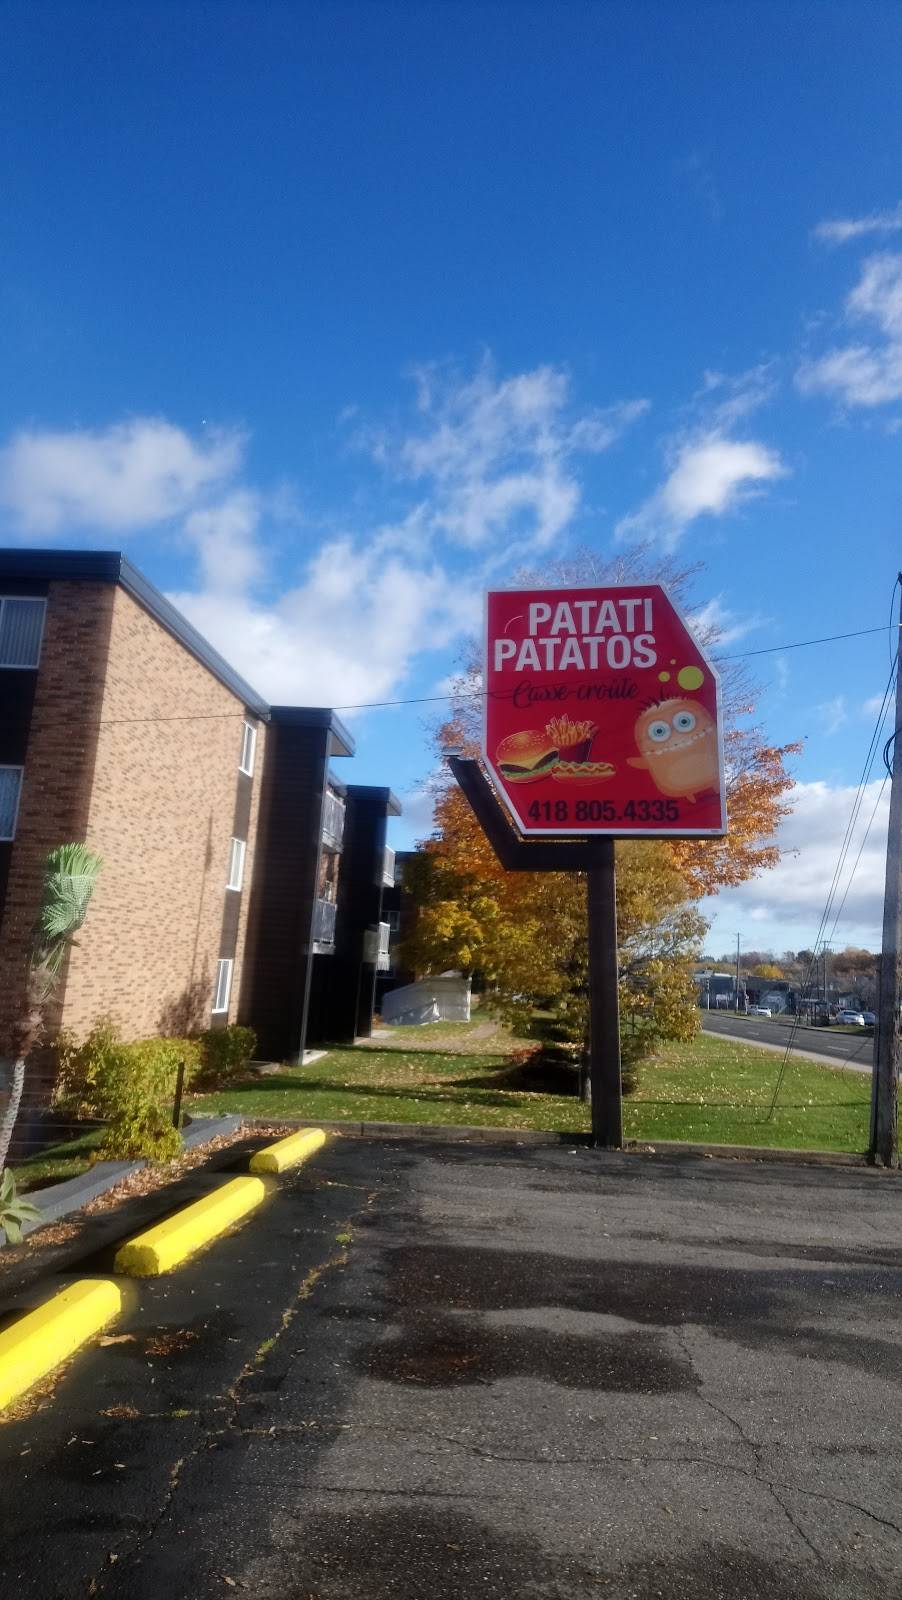 PATATI
PATATOS
Casse-croûte
418 805.4335